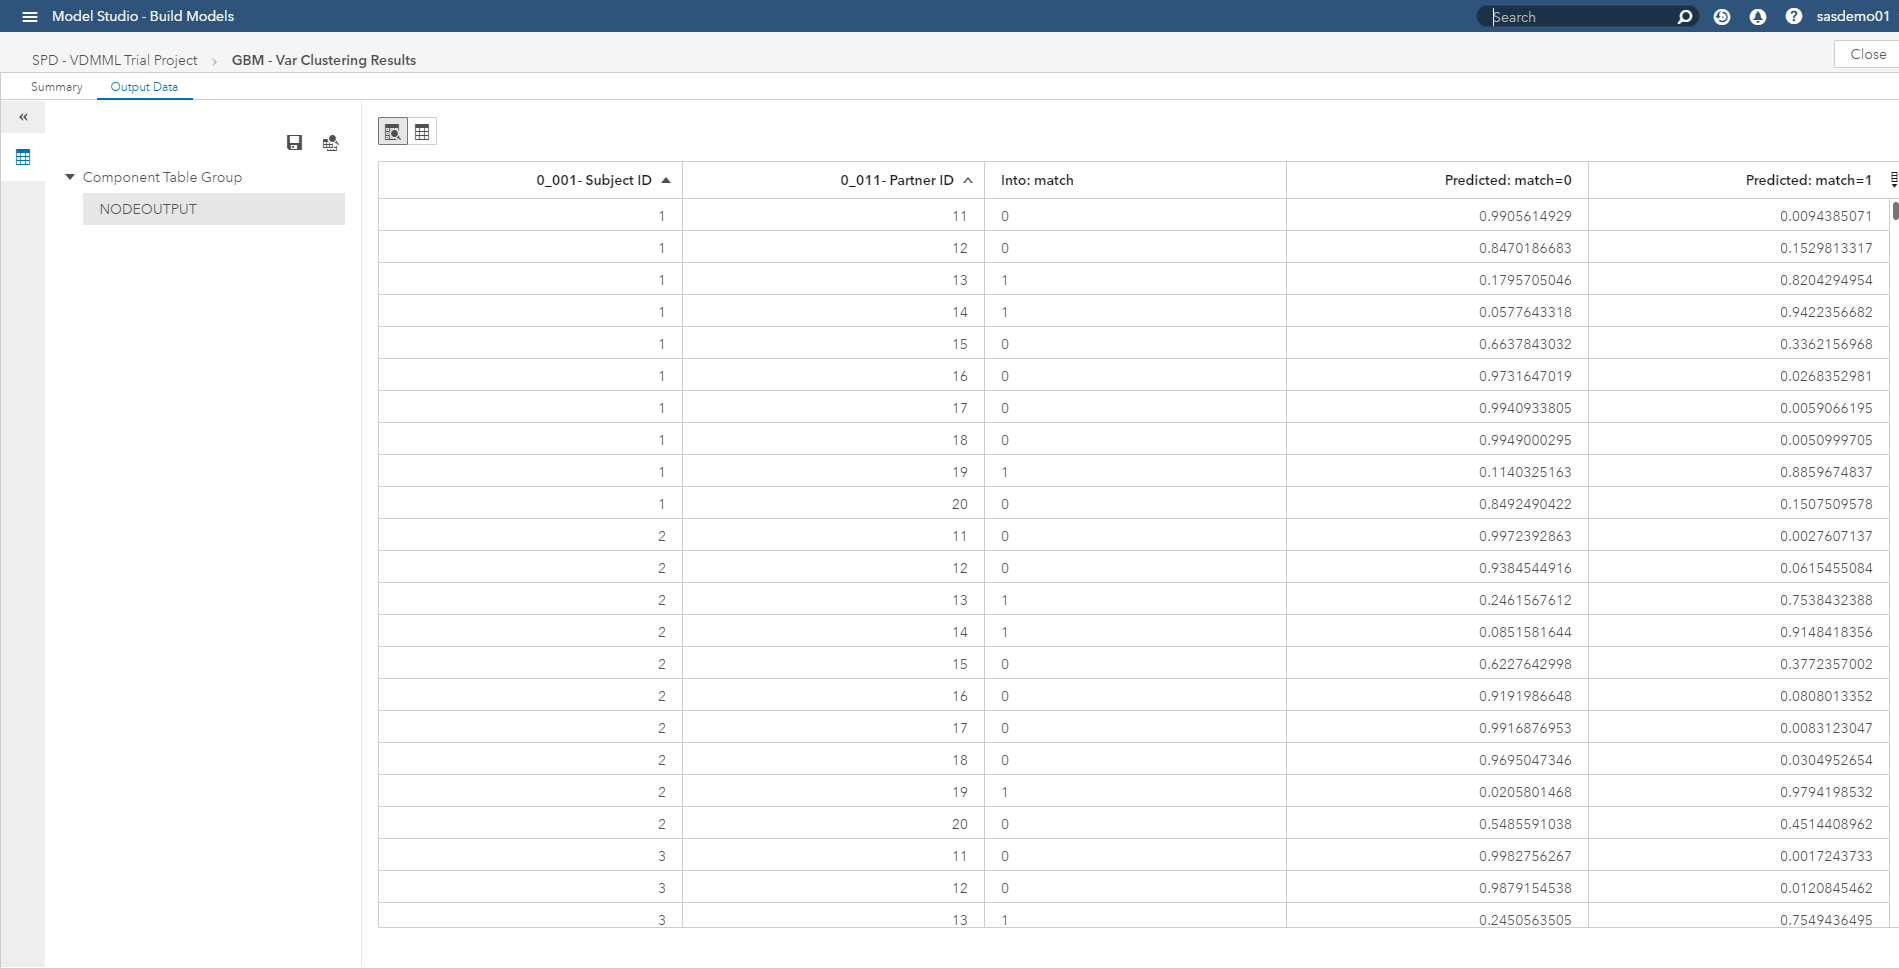 Model Studio - Build Models Search sasdemo01
SPD - VDMML Trial Project › GBM - Var Clustering Results Close
Summary Output Data
Component Table Group
NODEOUTPUT
0_001- Subject ID 0_011- Partner ID Into: match Predicted: match=0 Predicted: match=1
1 11 0 0.9905614929 0.0094385071
1 12 0 0.8470186683 0.1529813317
1 13 1 0.1795705046 0.8204294954
1 14 1 0.0577643318 0.9422356682
1 15 0 0.6637843032 0.3362156968
1 16 0 0.9731647019 0.0268352981
1 17 0 0.9940933805 0.0059066195
1 18 0 0.9949000295 0.0050999705
1 19 1 0.1140325163 0.8859674837
1 20 0 0.8492490422 0.1507509578
2 11 0 0.9972392863 0.0027607137
2 12 0 0.9384544916 0.0615455084
2 13 1 0.2461567612 0.7538432388
2 14 1 0.0851581644 0.9148418356
2 15 0 0.6227642998 0.3772357002
2 16 0 0.9191986648 0.0808013352
2 17 0 0.9916876953 0.0083123047
2 18 0 0.9695047346 0.0304952654
2 19 1 0.0205801468 0.9794198532
2 20 0 0.5485591038 0.4514408962
3 11 0 0.9982756267 0.0017243733
3 12 0 0.9879154538 0.0120845462
3 13 1 0.2450563505 0.7549436495